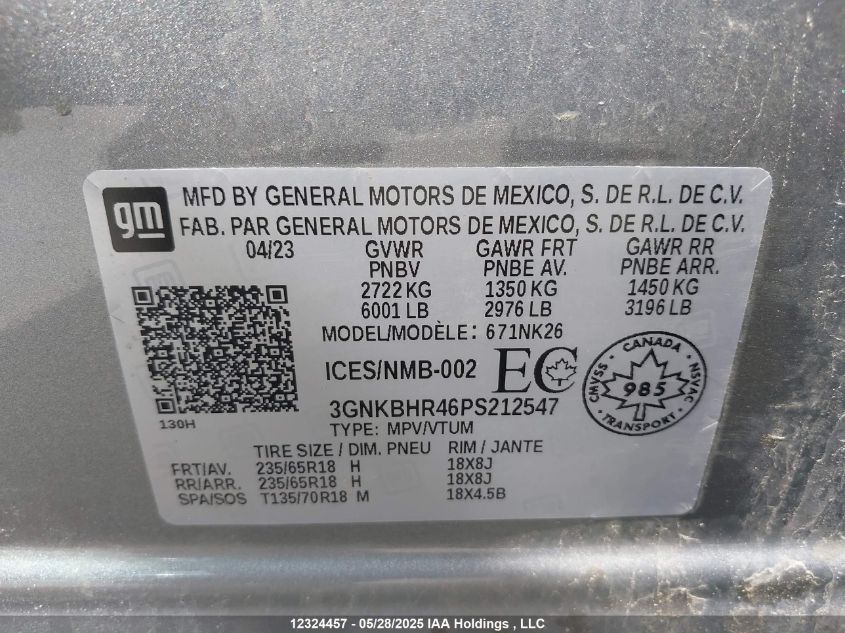 gm
MFD BY GENERAL MOTORS DE MEXICO, S. DE R.L. DE C.V.
FAB. PAR GENERAL MOTORS DE MEXICO, S. DE R.L. DE C.V.
04/23 GVWR GAWR FRT GAWR RR
PNBV PNBE AV. PNBE ARR.
2722 KG 1350 KG 1450 KG
6001 LB 2976 LB 3196 LB
MODEL/MODÈLE: 671NK26
ICES/NMB-002 EC
CANADA
CMVSS 985 NSVAC
TRANSPORT
3GNKBHR46PS212547
130H
TYPE: MPV/VTUM
TIRE SIZE / DIM. PNEU RIM / JANTE
FRT/AV. 235/65R18 H 18X8J
RR/ARR. 235/65R18 H 18X8J
SPA/SOS T135/70R18 M 18X4.5B
12324457 - 05/28/2025 IAA Holdings , LLC